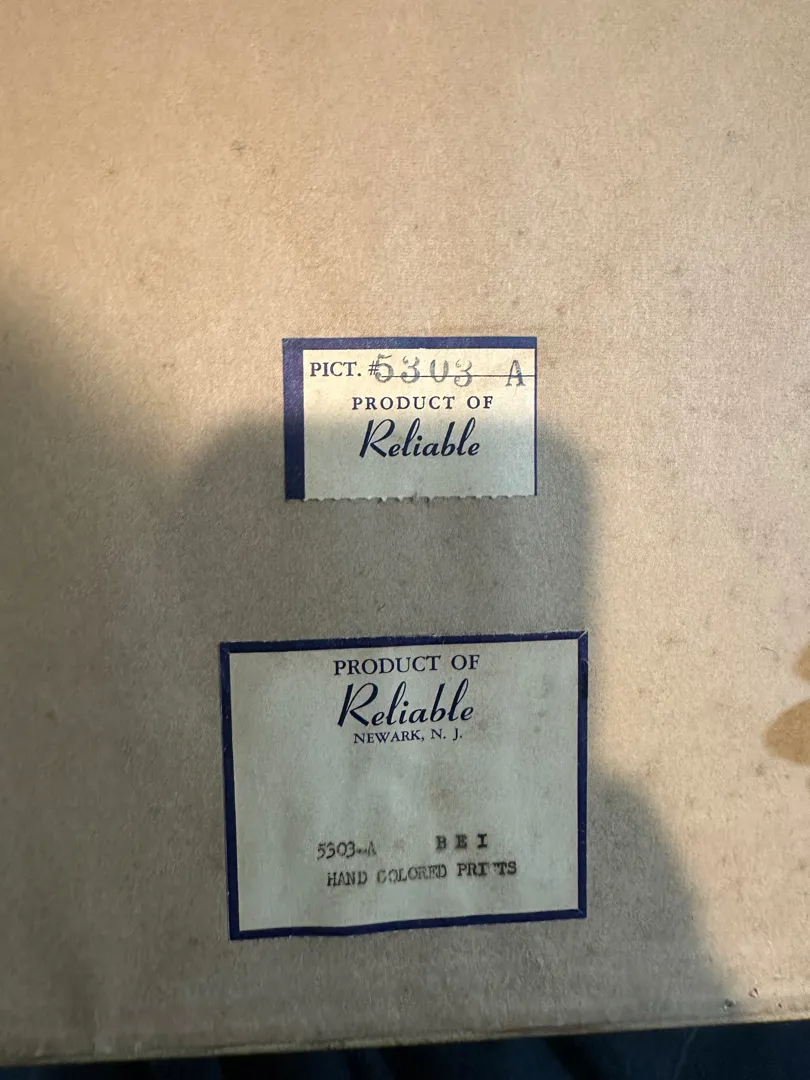 PICT. #5303 A
PRODUCT OF
Reliable
PRODUCT OF
Reliable
NEWARK, N. J.
5303-A BEI
HAND COLORED PRINTS